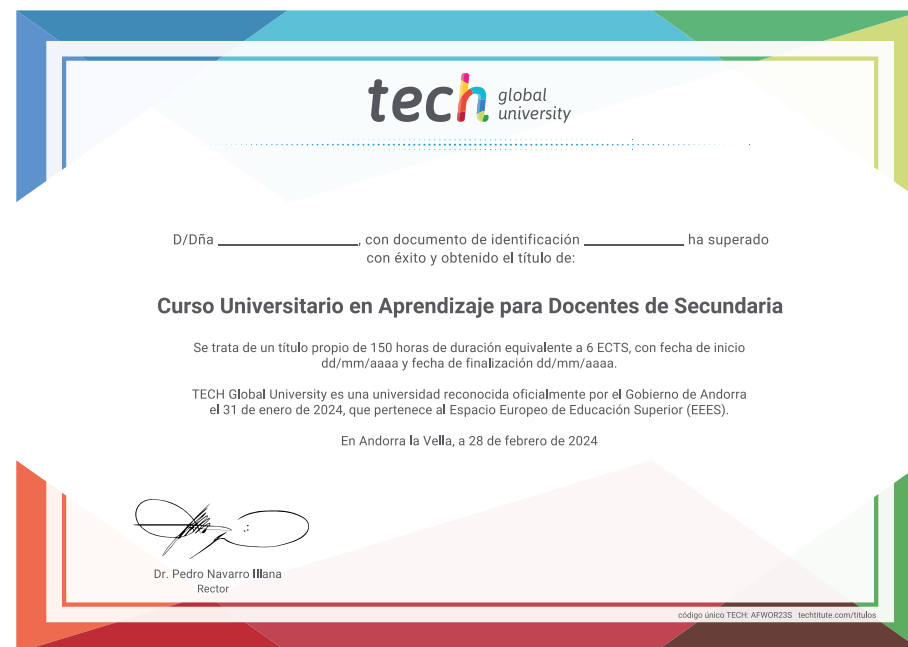 tech global university
D/Dña ____________________, con documento de identificación ______________ ha superado
con éxito y obtenido el título de:
Curso Universitario en Aprendizaje para Docentes de Secundaria
Se trata de un título propio de 150 horas de duración equivalente a 6 ECTS, con fecha de inicio
dd/mm/aaaa y fecha de finalización dd/mm/aaaa.
TECH Global University es una universidad reconocida oficialmente por el Gobierno de Andorra
el 31 de enero de 2024, que pertenece al Espacio Europeo de Educación Superior (EEES).
En Andorra la Vella, a 28 de febrero de 2024
Dr. Pedro Navarro Illana
Rector
código único TECH: AFWOR23S techtitute.com/titulos